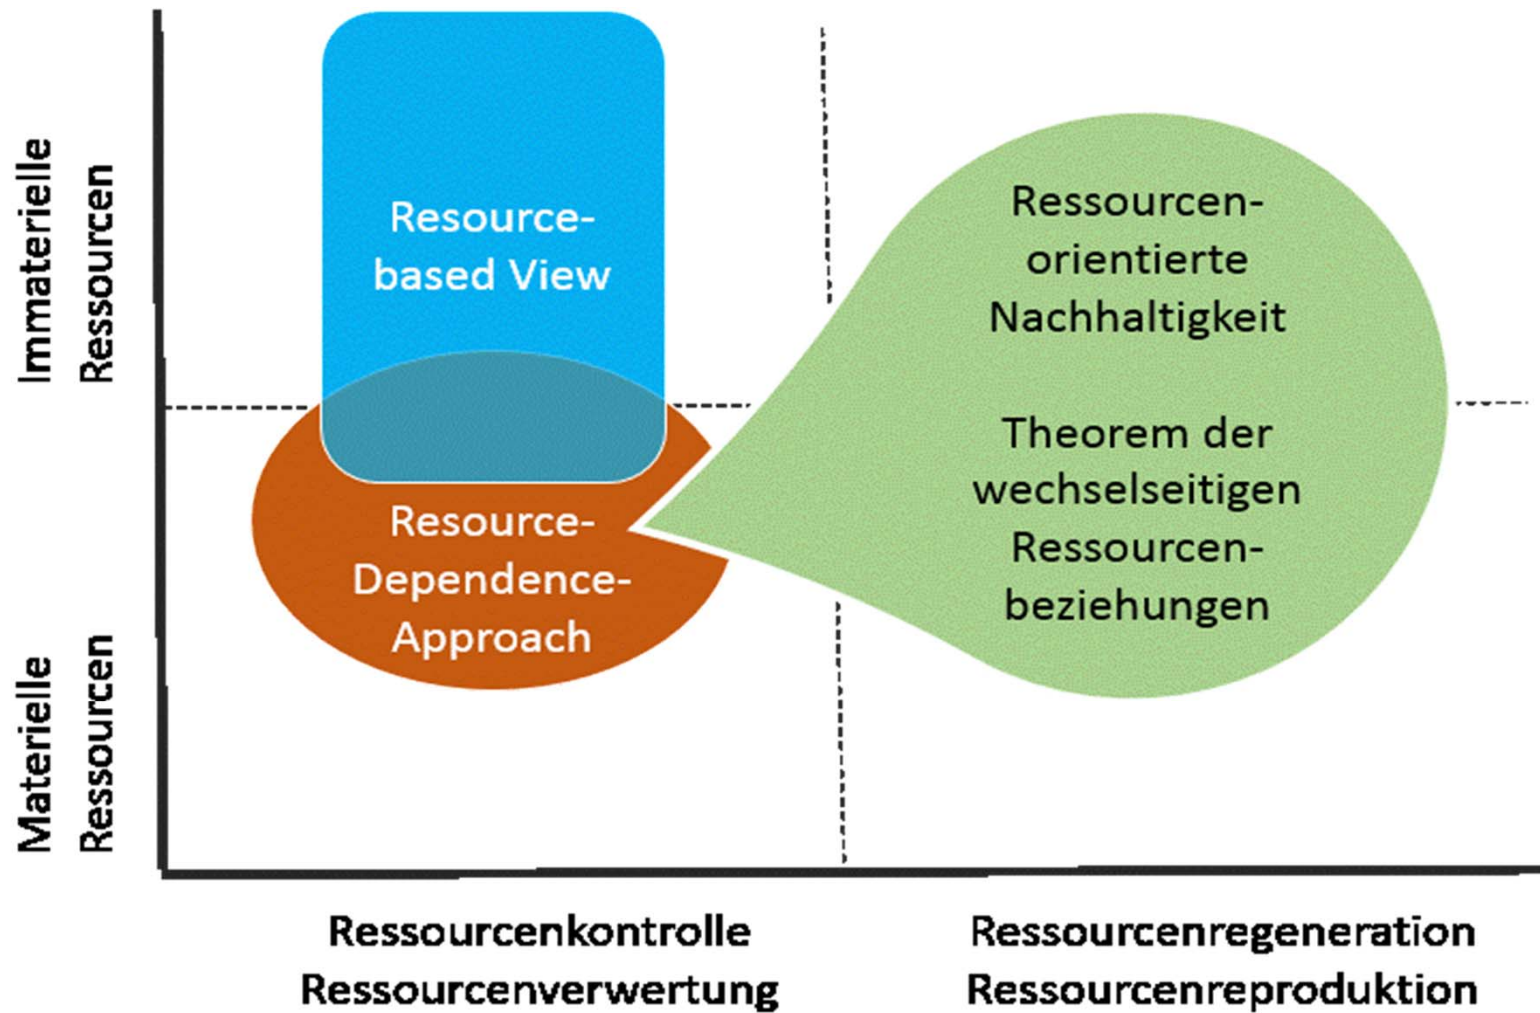 Immaterielle
Ressourcen
Materielle
Ressourcen
Resource-
based View
Resource-
Dependence-
Approach
Ressourcen-
orientierte
Nachhaltigkeit
Theorem der
wechselseitigen
Ressourcen-
beziehungen
Ressourcenkontrolle
Ressourcenverwertung
Ressourcenregeneration
Ressourcenreproduktion